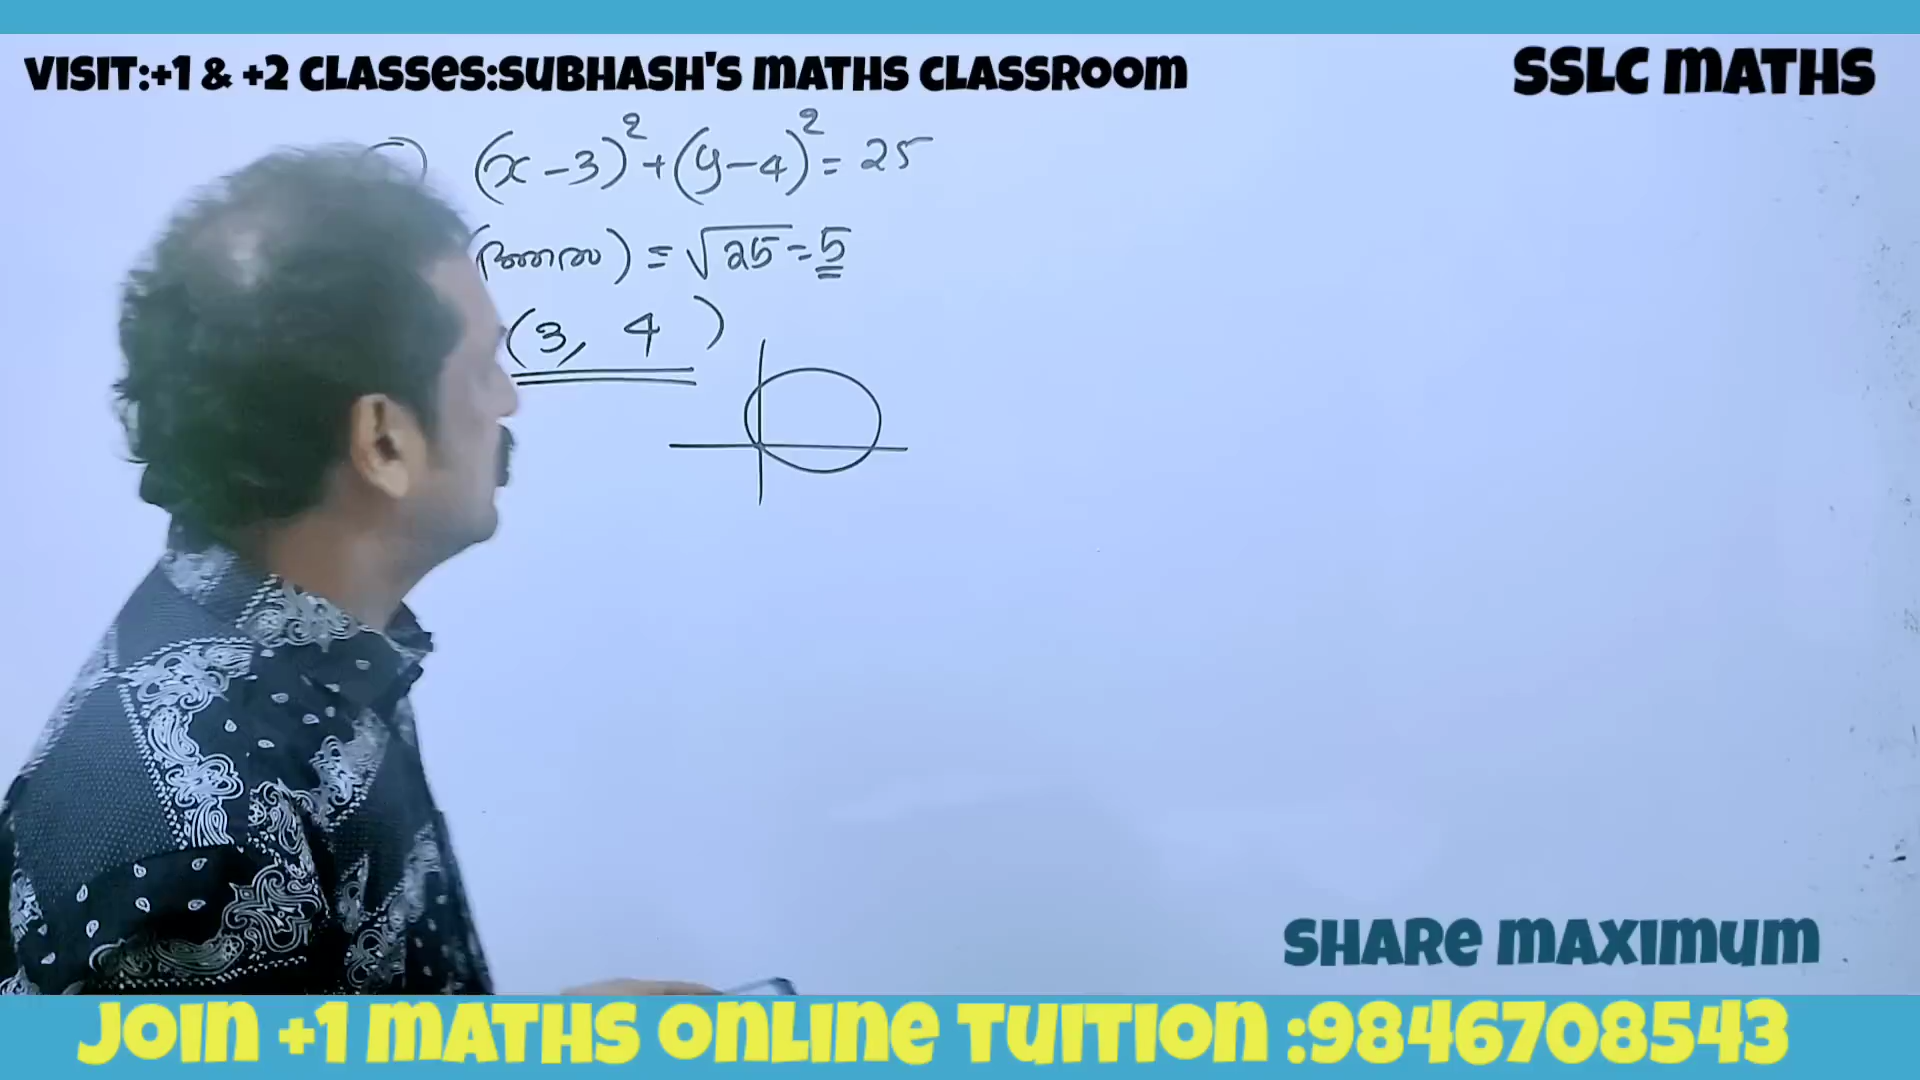 VISIT:+1 & +2 CLASSES:SUBHASH'S MATHS CLASSROOM
SSLC MATHS
(x-3)²+(y-4)²= 25
= √25 = 5
(3, 4)
SHARE MAXIMUM
JOIN +1 MATHS ONLINE TUITION :9846708543